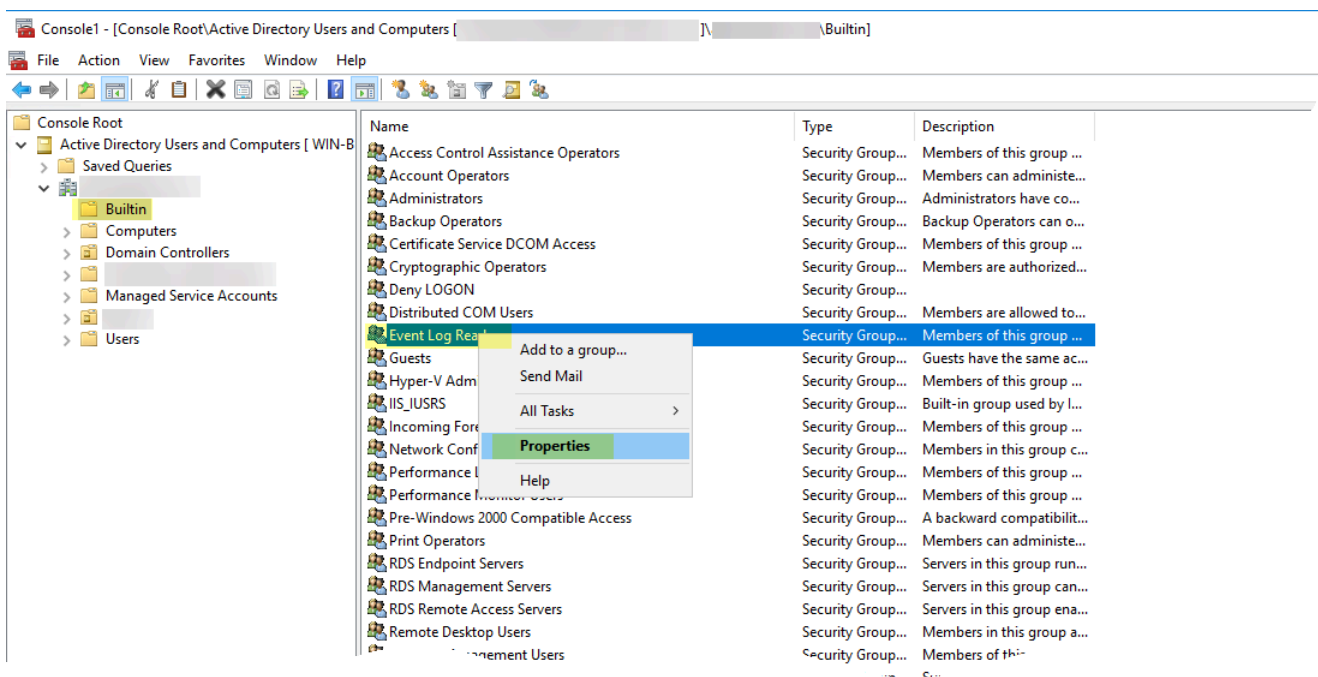 Console1 - [Console Root\Active Directory Users and Computers [ ]\ \Builtin]
File Action View Favorites Window Help
Console Root
Active Directory Users and Computers [ WIN-B
Saved Queries
Builtin
Computers
Domain Controllers
Managed Service Accounts
Users
Name Type Description
Access Control Assistance Operators Security Group... Members of this group ...
Account Operators Security Group... Members can administe...
Administrators Security Group... Administrators have co...
Backup Operators Security Group... Backup Operators can o...
Certificate Service DCOM Access Security Group... Members of this group ...
Cryptographic Operators Security Group... Members are authorized...
Deny LOGON Security Group...
Distributed COM Users Security Group... Members are allowed to...
Event Log Read Security Group... Members of this group ...
Guests Security Group... Guests have the same ac...
Hyper-V Adm Security Group... Members of this group ...
IIS_IUSRS Security Group... Built-in group used by I...
Incoming Fore Security Group... Members of this group ...
Network Conf Security Group... Members in this group c...
Performance L Security Group... Members of this group ...
Performance Monitor Users Security Group... Members of this group ...
Pre-Windows 2000 Compatible Access Security Group... A backward compatibilit...
Print Operators Security Group... Members can administe...
RDS Endpoint Servers Security Group... Servers in this group run...
RDS Management Servers Security Group... Servers in this group can...
RDS Remote Access Servers Security Group... Servers in this group ena...
Remote Desktop Users Security Group... Members in this group a...
agement Users Security Group... Members of this
Add to a group...
Send Mail
All Tasks
Properties
Help